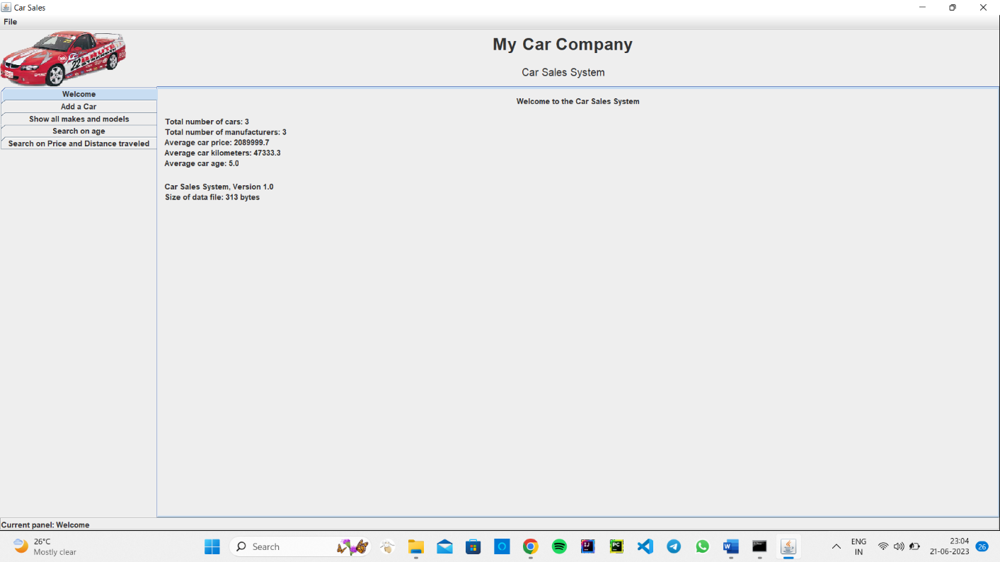 Car Sales
File
My Car Company
Car Sales System
Welcome
Add a Car
Show all makes and models
Search on age
Search on Price and Distance traveled
Welcome to the Car Sales System
Total number of cars: 3
Total number of manufacturers: 3
Average car price: 2089999.7
Average car kilometers: 47333.3
Average car age: 5.0
Car Sales System, Version 1.0
Size of data file: 313 bytes
Current panel: Welcome
26°C
Mostly clear
Search
ENG
IN
23:04
21-06-2023
26